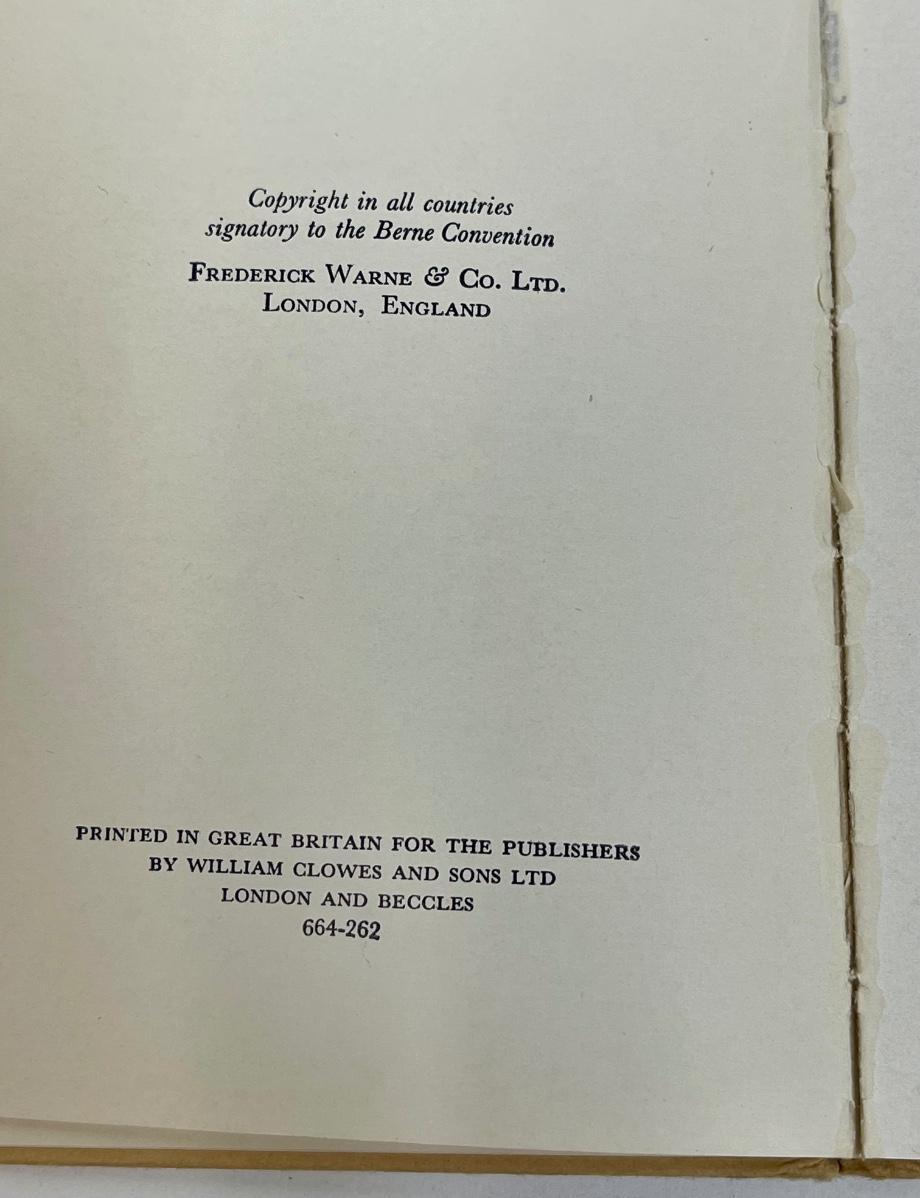 Copyright in all countries
signatory to the Berne Convention
FREDERICK WARNE & CO. LTD.
LONDON, ENGLAND
PRINTED IN GREAT BRITAIN FOR THE PUBLISHERS
BY WILLIAM CLOWES AND SONS LTD
LONDON AND BECCLES
664-262